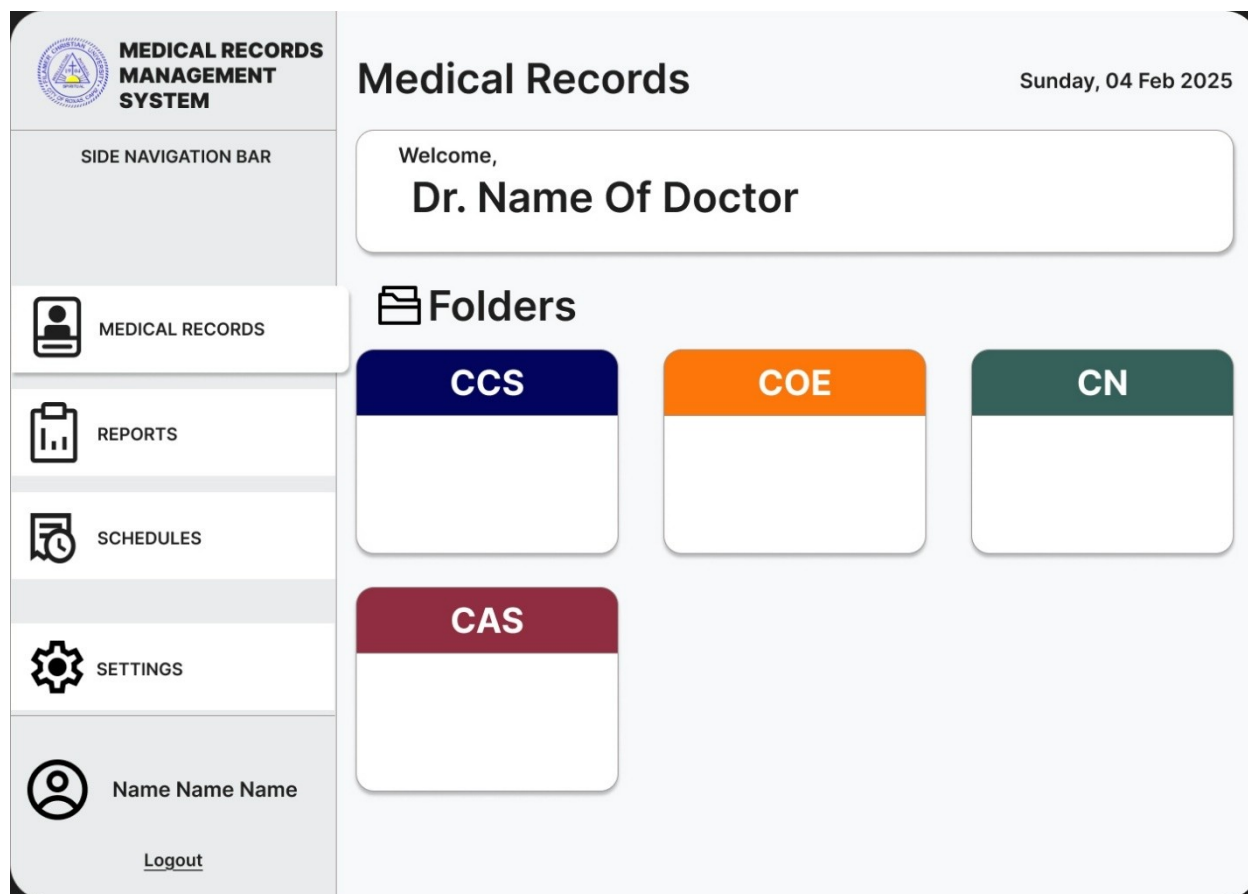 MEDICAL RECORDS
MANAGEMENT
SYSTEM
SIDE NAVIGATION BAR
MEDICAL RECORDS
REPORTS
SCHEDULES
SETTINGS
Name Name Name
Logout
Medical Records
Sunday, 04 Feb 2025
Welcome,
Dr. Name Of Doctor
Folders
CCS
COE
CN
CAS